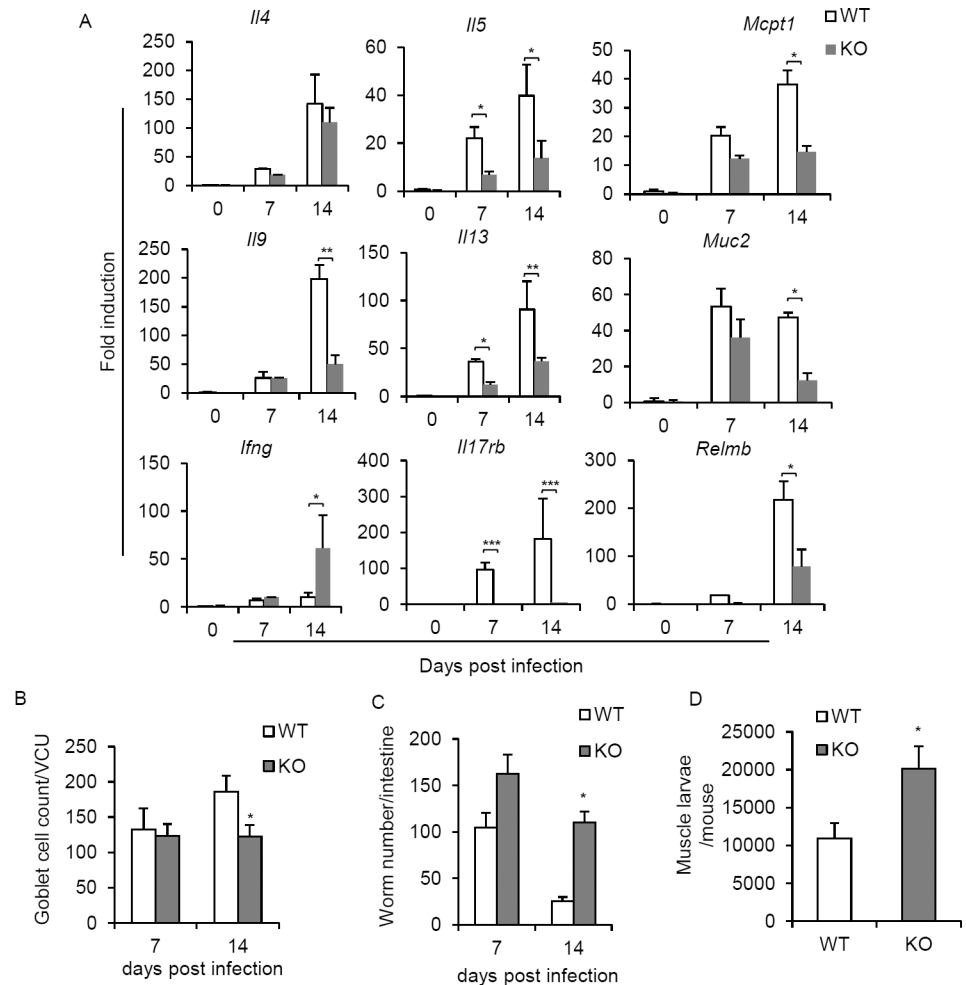 A
Il4
Il5
Mcpt1
WT
KO
Fold induction
250
200
150
100
50
0
0 7 14
60
40
20
0
* *
0 7 14
50
40
30
20
10
0
*
0 7 14
Il9
Il13
Muc2
250
200
150
100
50
0
**
0 7 14
150
100
50
0
* **
0 7 14
80
60
40
20
0
*
0 7 14
Ifng
Il17rb
Relmb
150
100
50
0
*
0 7 14
400
300
200
100
0
*** ***
0 7 14
300
200
100
0
*
0 7 14
Days post infection
B
WT
KO
Goblet cell count/VCU
250
200
150
100
50
0
*
7 14
days post infection
C
WT
KO
Worm number/intestine
200
150
100
50
0
*
7 14
days post infection
D
WT
KO
Muscle larvae
/mouse
25000
20000
15000
10000
5000
0
*
WT KO